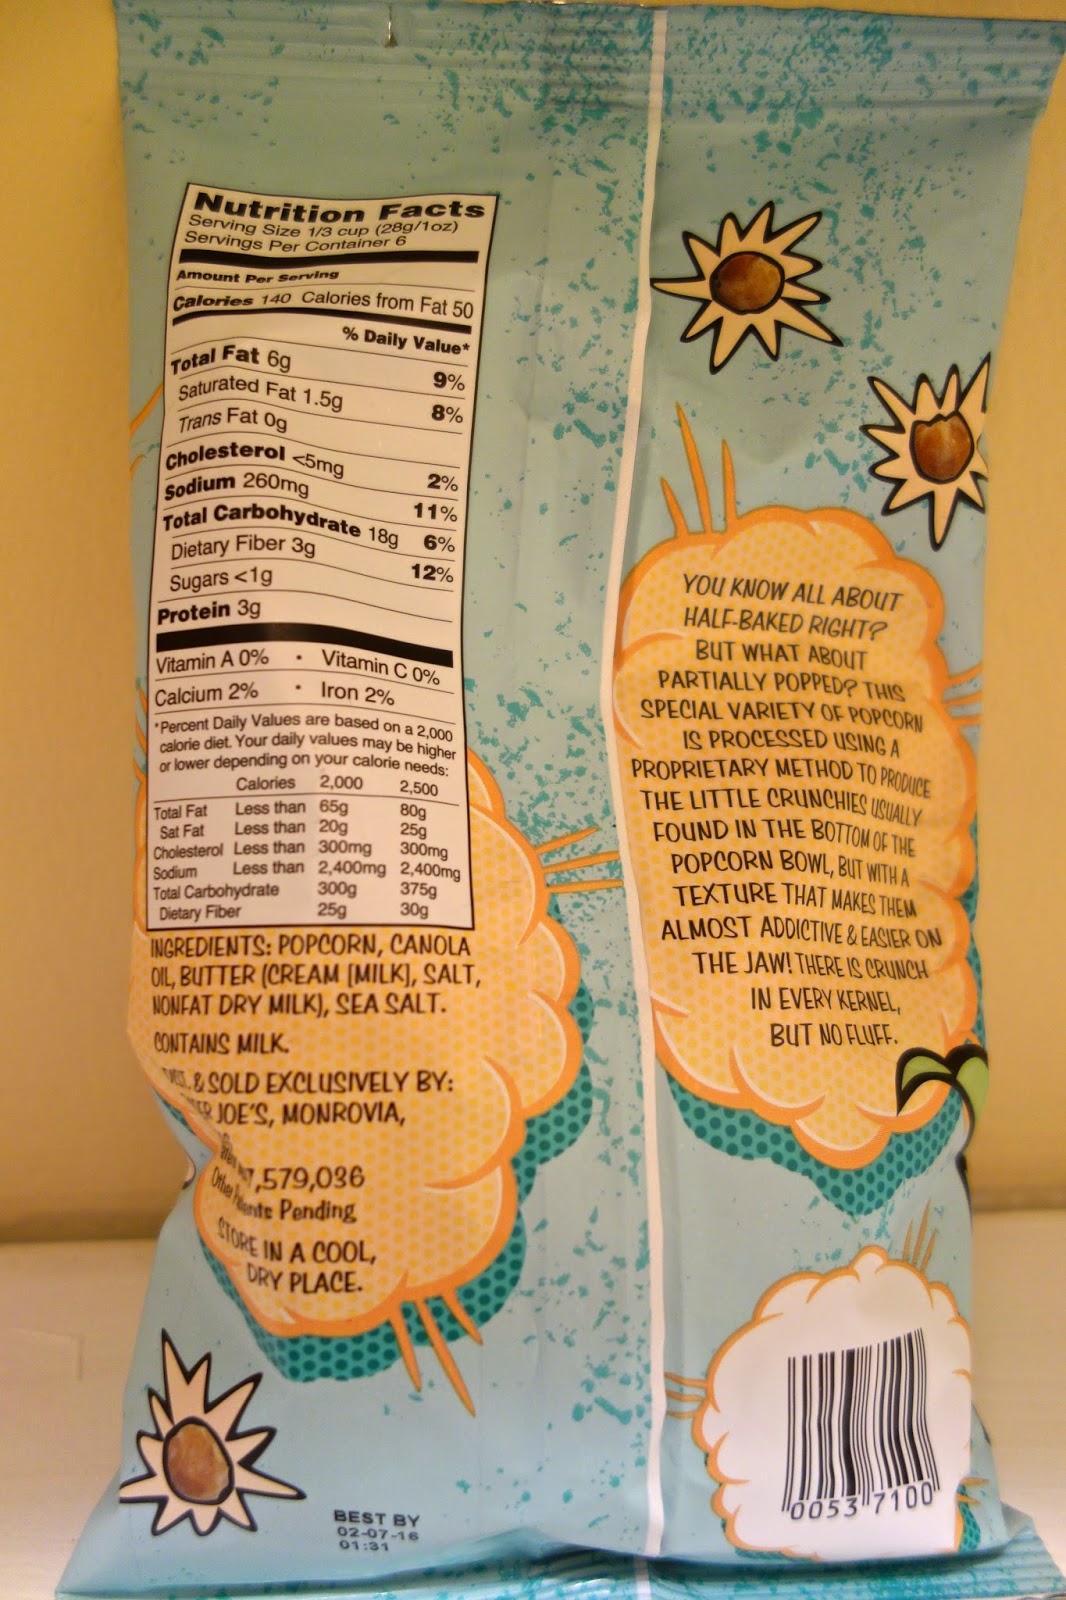 Nutrition Facts
Serving Size 1/3 cup (28g/1oz)
Servings Per Container 6
Amount Per Serving
Calories 140 Calories from Fat 50
% Daily Value*
Total Fat 6g 9%
Saturated Fat 1.5g 8%
Trans Fat 0g
Cholesterol <5mg 2%
Sodium 260mg 11%
Total Carbohydrate 18g 6%
Dietary Fiber 3g 12%
Sugars <1g
Protein 3g
Vitamin A 0% • Vitamin C 0%
Calcium 2% • Iron 2%
*Percent Daily Values are based on a 2,000
calorie diet. Your daily values may be higher
or lower depending on your calorie needs:
Calories 2,000 2,500
Total Fat Less than 65g 80g
Sat Fat Less than 20g 25g
Cholesterol Less than 300mg 300mg
Sodium Less than 2,400mg 2,400mg
Total Carbohydrate 300g 375g
Dietary Fiber 25g 30g
INGREDIENTS: POPCORN, CANOLA
OIL, BUTTER (CREAM [MILK], SALT,
NONFAT DRY MILK), SEA SALT.
CONTAINS MILK.
& SOLD EXCLUSIVELY BY:
JOE'S, MONROVIA,
7,579,036
Other Patents Pending
STORE IN A COOL,
DRY PLACE.
BEST BY
02-07-16
01:31
YOU KNOW ALL ABOUT
HALF-BAKED RIGHT?
BUT WHAT ABOUT
PARTIALLY POPPED? THIS
SPECIAL VARIETY OF POPCORN
IS PROCESSED USING A
PROPRIETARY METHOD TO PRODUCE
THE LITTLE CRUNCHIES USUALLY
FOUND IN THE BOTTOM OF THE
POPCORN BOWL, BUT WITH A
TEXTURE THAT MAKES THEM
ALMOST ADDICTIVE & EASIER ON
THE JAW! THERE IS CRUNCH
IN EVERY KERNEL,
BUT NO FLUFF.
0053 7100